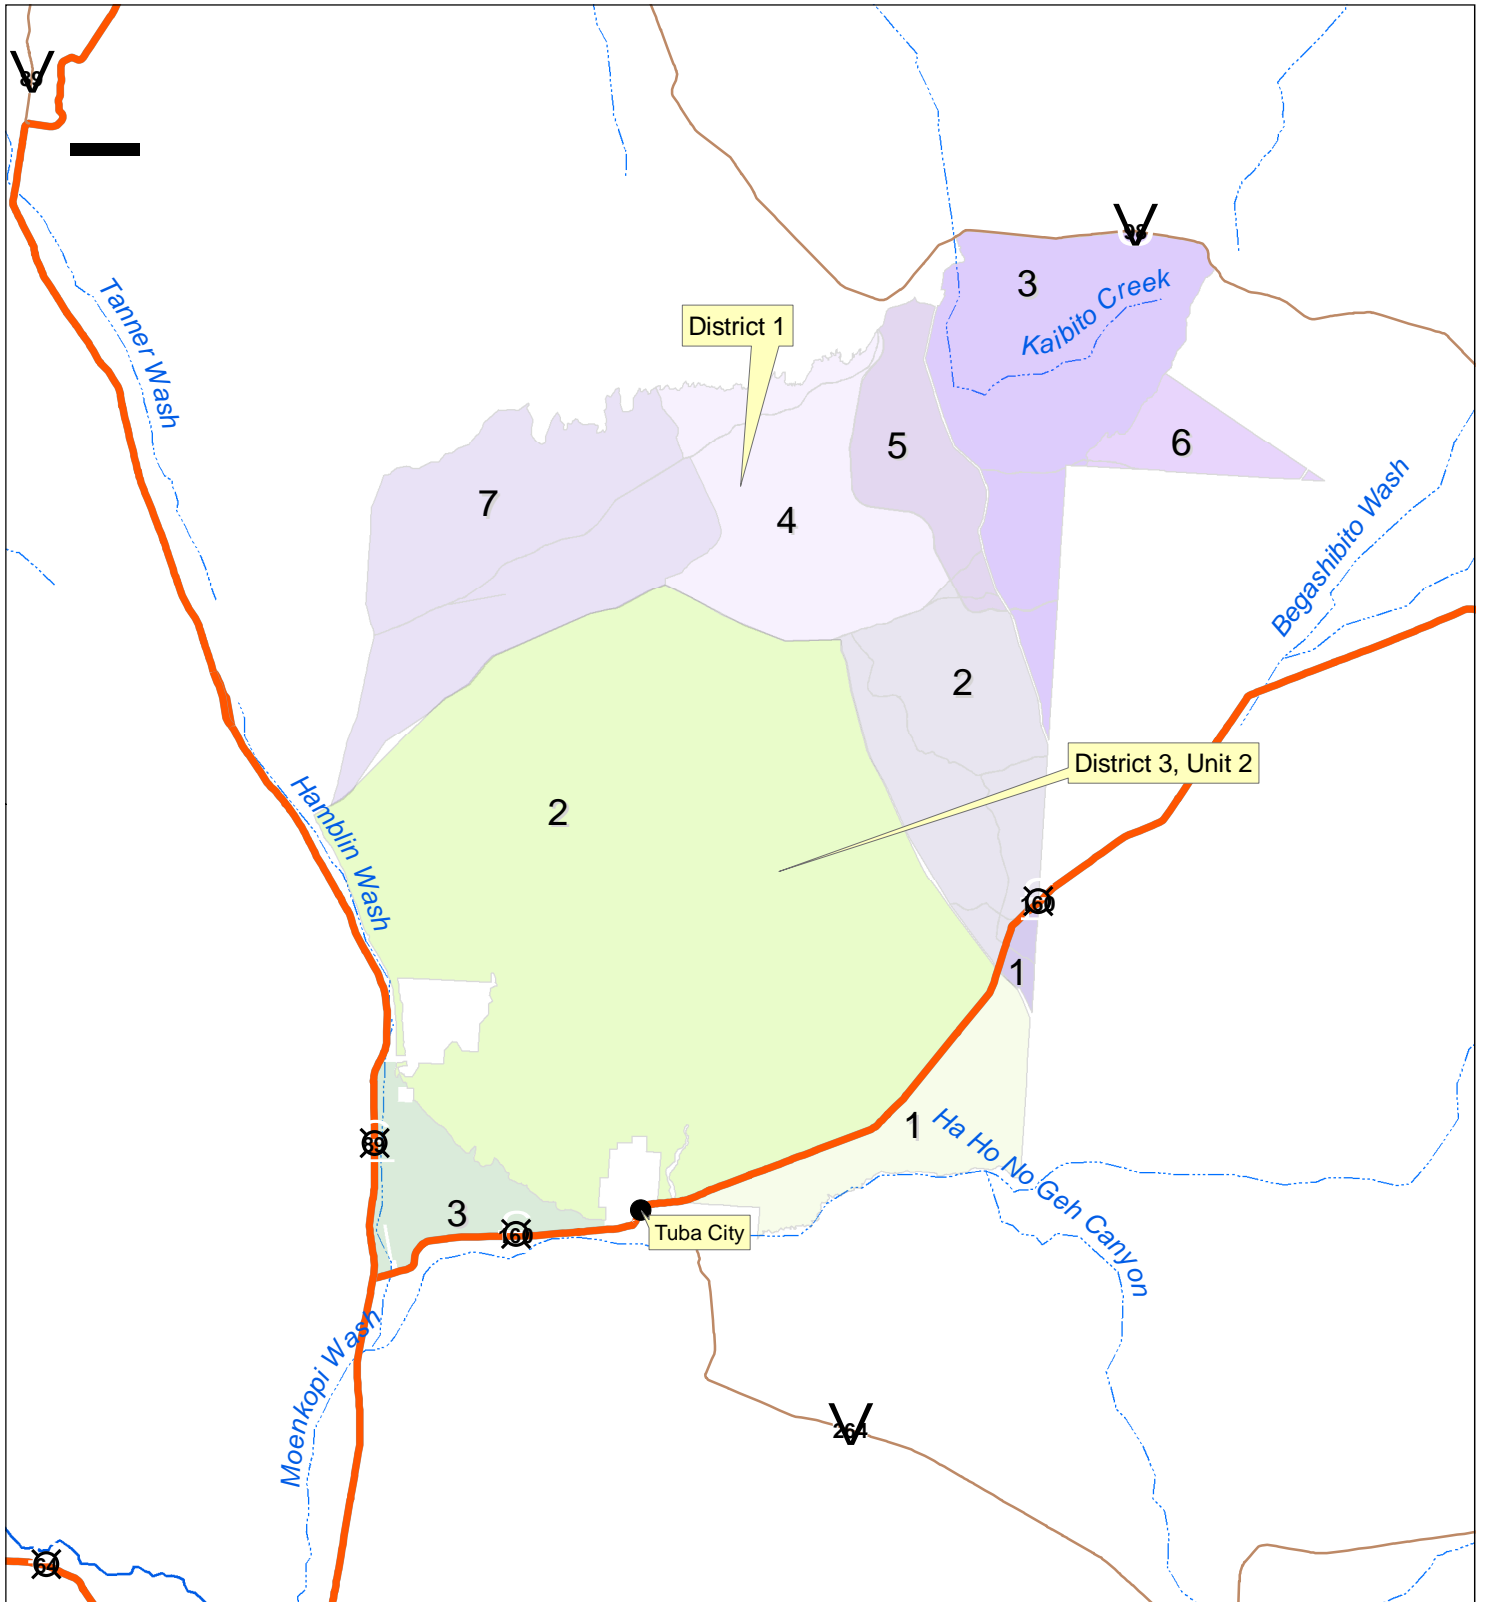 89
98
3
Kaibito Creek
Tanner Wash
District 1
5
6
7
4
Begashibito Wash
2
District 3, Unit 2
2
Hamblin Wash
160
1
1
Ha Ho No Geh Canyon
89
3
160
Tuba City
Moenkopi Wash
264
64